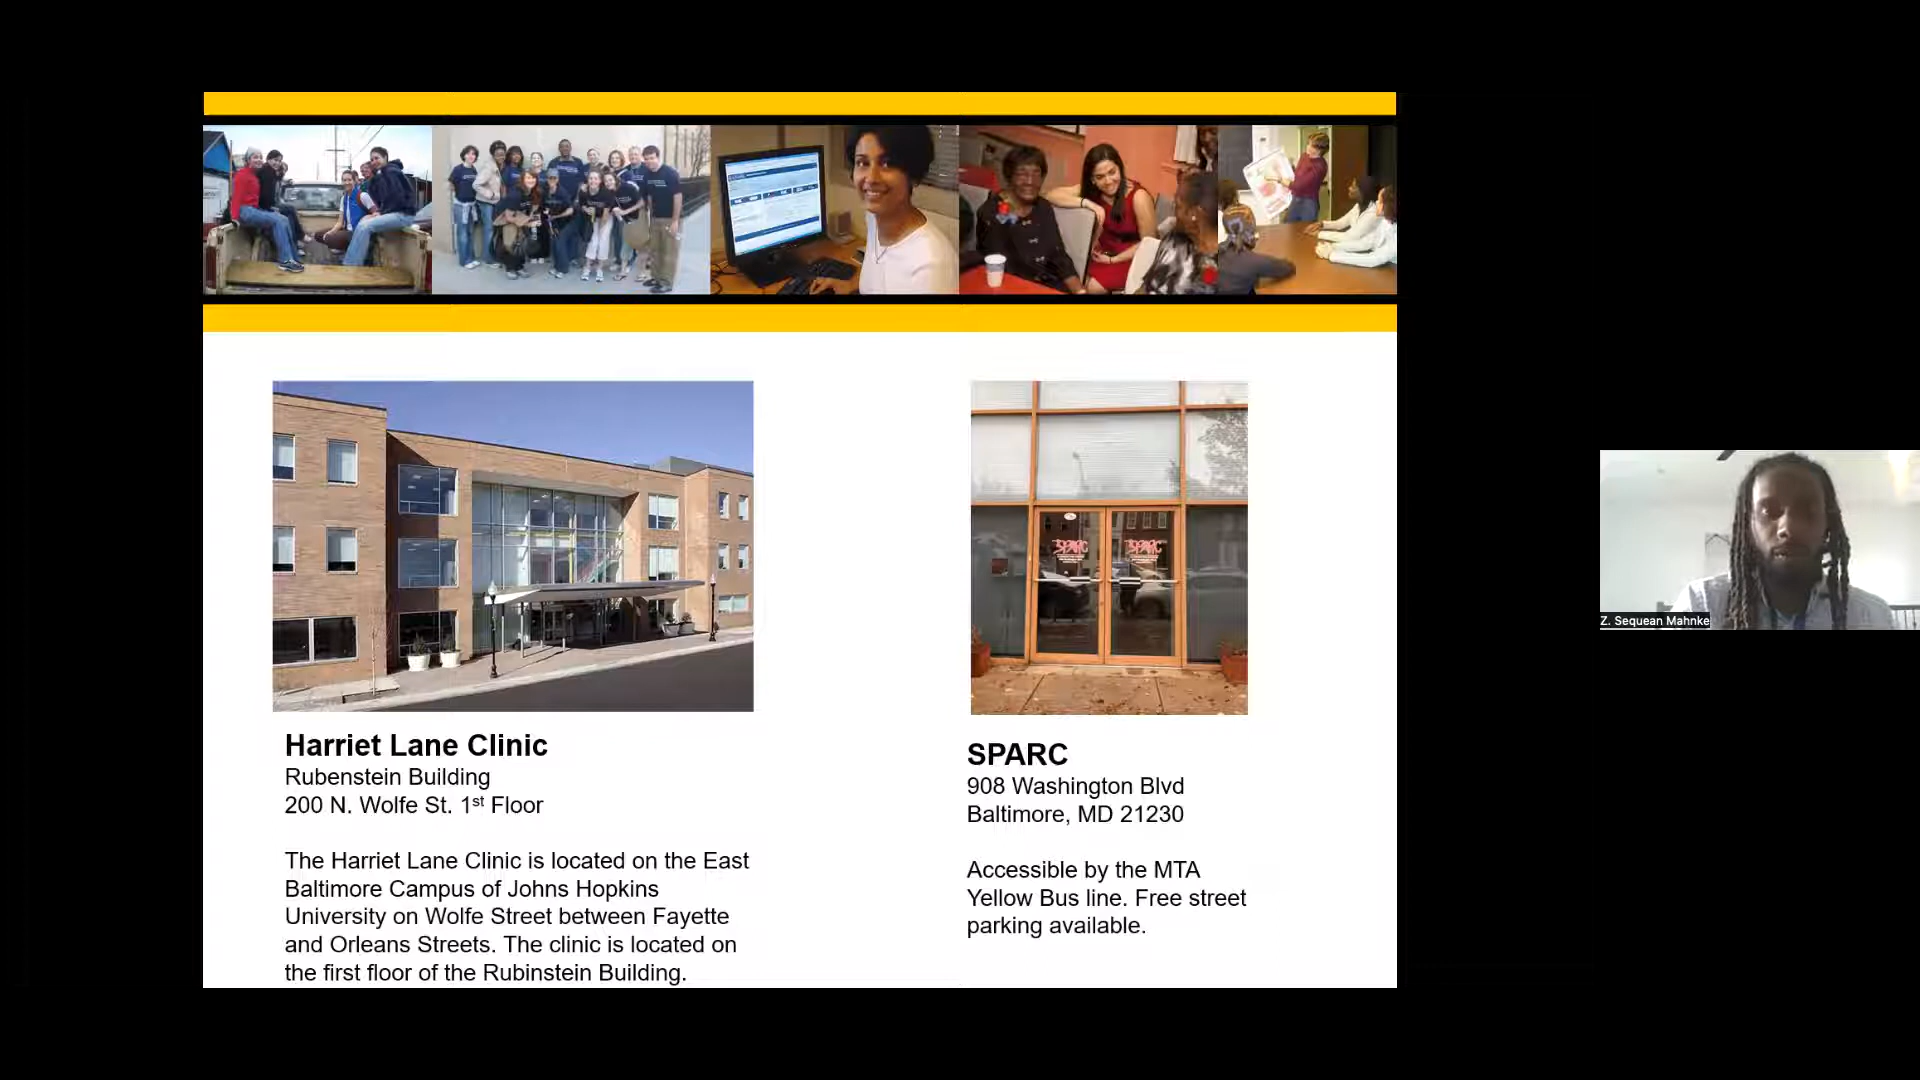 SPARC
SPARC
Harriet Lane Clinic
Rubenstein Building
200 N. Wolfe St. 1st Floor
The Harriet Lane Clinic is located on the East
Baltimore Campus of Johns Hopkins
University on Wolfe Street between Fayette
and Orleans Streets. The clinic is located on
the first floor of the Rubinstein Building.
SPARC
908 Washington Blvd
Baltimore, MD 21230
Accessible by the MTA
Yellow Bus line. Free street
parking available.
Z. Sequean Mahnke